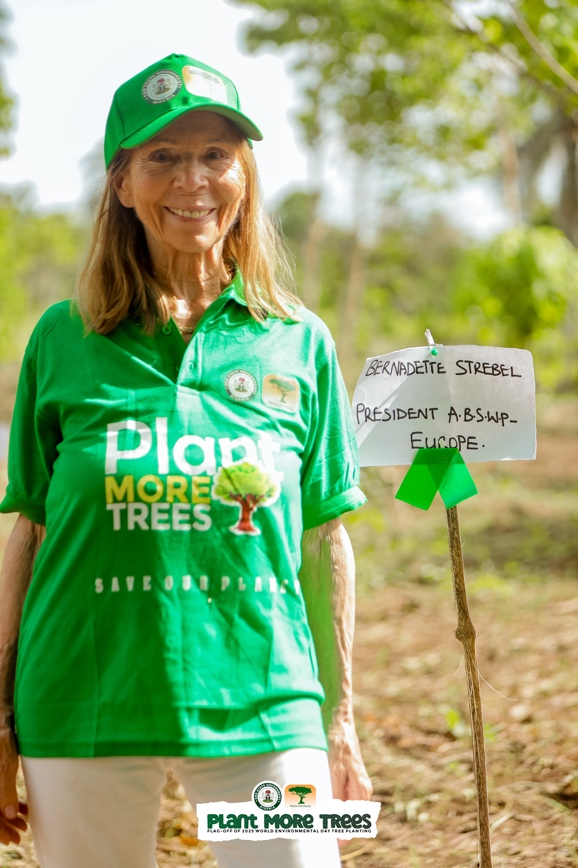 BERNADETTE STREBEL
PRESIDENT A.B.S.W.P-
EUROPE.
Plant
MORE
TREES
SAVE OUR PLANE
PLANT MORE TREES
FLAG-OFF OF 2025 WORLD ENVIRONMENTAL DAY TREE PLANTING